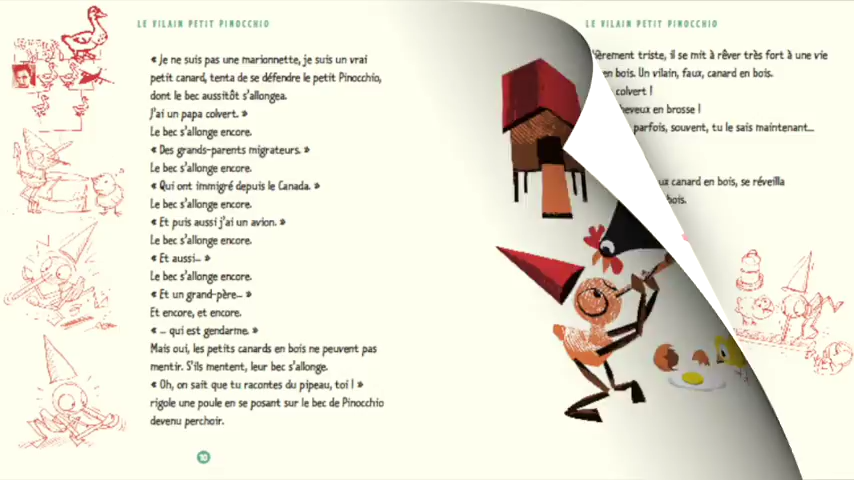 LE VILAIN PETIT PINOCCHIO
« Je ne suis pas une marionnette, je suis un vrai
petit canard, tenta de se défendre le petit Pinocchio,
dont le bec aussitôt s'allongea.
J'ai un papa colvert. »
Le bec s'allonge encore.
« Des grands-parents migrateurs. »
Le bec s'allonge encore.
« Qui ont immigré depuis le Canada. »
Le bec s'allonge encore.
« Et puis aussi j'ai un avion. »
Le bec s'allonge encore.
« Et aussi... »
Le bec s'allonge encore.
« Et un grand-père... »
Et encore, et encore.
« ... qui est gendarme. »
Mais oui, les petits canards en bois ne peuvent pas
mentir. S'ils mentent, leur bec s'allonge.
« Oh, on sait que tu racontes du pipeau, toi ! »
rigole une poule en se posant sur le bec de Pinocchio
devenu perchoir.
10
LE VILAIN PETIT PINOCCHIO
triste, il se mit à rêver très fort à une vie
en bois. Un vilain, faux, canard en bois.
colvert !
en brosse !
parfois, souvent, tu le sais maintenant...
canard en bois, se réveilla
bois.